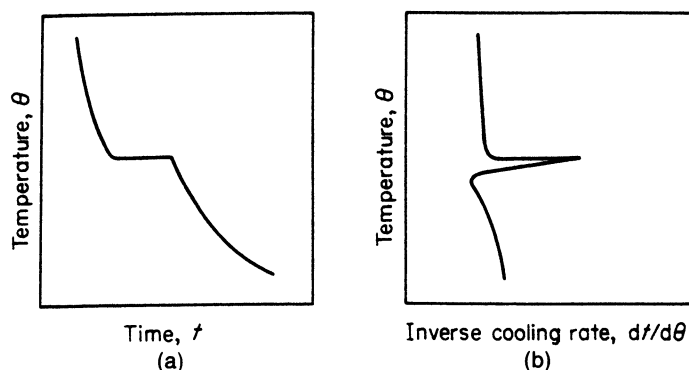 Temperature, θ
Time, t
(a)
Temperature, θ
Inverse cooling rate, dt/dθ
(b)